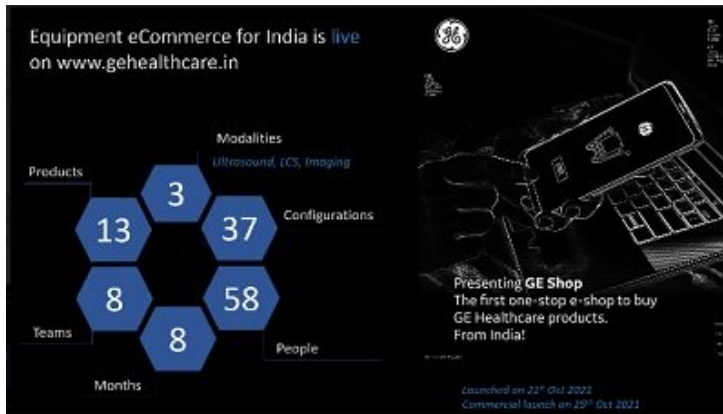 Equipment eCommerce for India is live
on www.gehealthcare.in
Modalities
Ultrasound, LCS, Imaging
Products
3
13
37
Configurations
8
58
Teams
8
People
Months
GE
Presenting GE Shop
The first one-stop e-shop to buy
GE Healthcare products.
From India!
Launched on 21st Oct 2021
Commercial launch on 29th Oct 2021